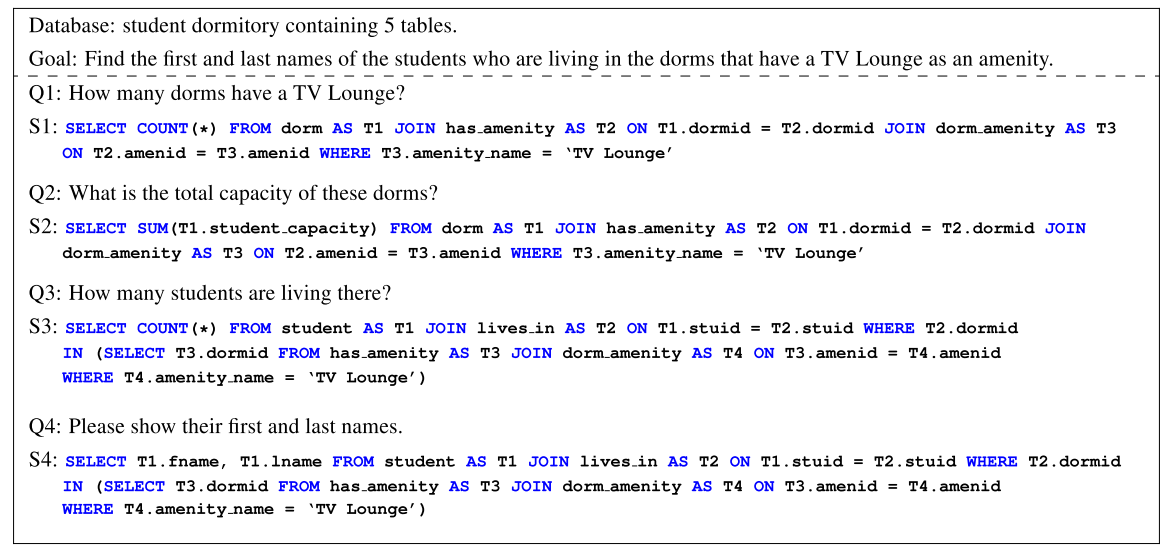 Database: student dormitory containing 5 tables.
Goal: Find the first and last names of the students who are living in the dorms that have a TV Lounge as an amenity.
Q1: How many dorms have a TV Lounge?
S1: SELECT COUNT(*) FROM dorm AS T1 JOIN has_amenity AS T2 ON T1.dormid = T2.dormid JOIN dorm_amenity AS T3
ON T2.amenid = T3.amenid WHERE T3.amenity_name = ‘TV Lounge’
Q2: What is the total capacity of these dorms?
S2: SELECT SUM(T1.student_capacity) FROM dorm AS T1 JOIN has_amenity AS T2 ON T1.dormid = T2.dormid JOIN
dorm_amenity AS T3 ON T2.amenid = T3.amenid WHERE T3.amenity_name = ‘TV Lounge’
Q3: How many students are living there?
S3: SELECT COUNT(*) FROM student AS T1 JOIN lives_in AS T2 ON T1.stuid = T2.stuid WHERE T2.dormid
IN (SELECT T3.dormid FROM has_amenity AS T3 JOIN dorm_amenity AS T4 ON T3.amenid = T4.amenid
WHERE T4.amenity_name = ‘TV Lounge’)
Q4: Please show their first and last names.
S4: SELECT T1.fname, T1.lname FROM student AS T1 JOIN lives_in AS T2 ON T1.stuid = T2.stuid WHERE T2.dormid
IN (SELECT T3.dormid FROM has_amenity AS T3 JOIN dorm_amenity AS T4 ON T3.amenid = T4.amenid
WHERE T4.amenity_name = ‘TV Lounge’)